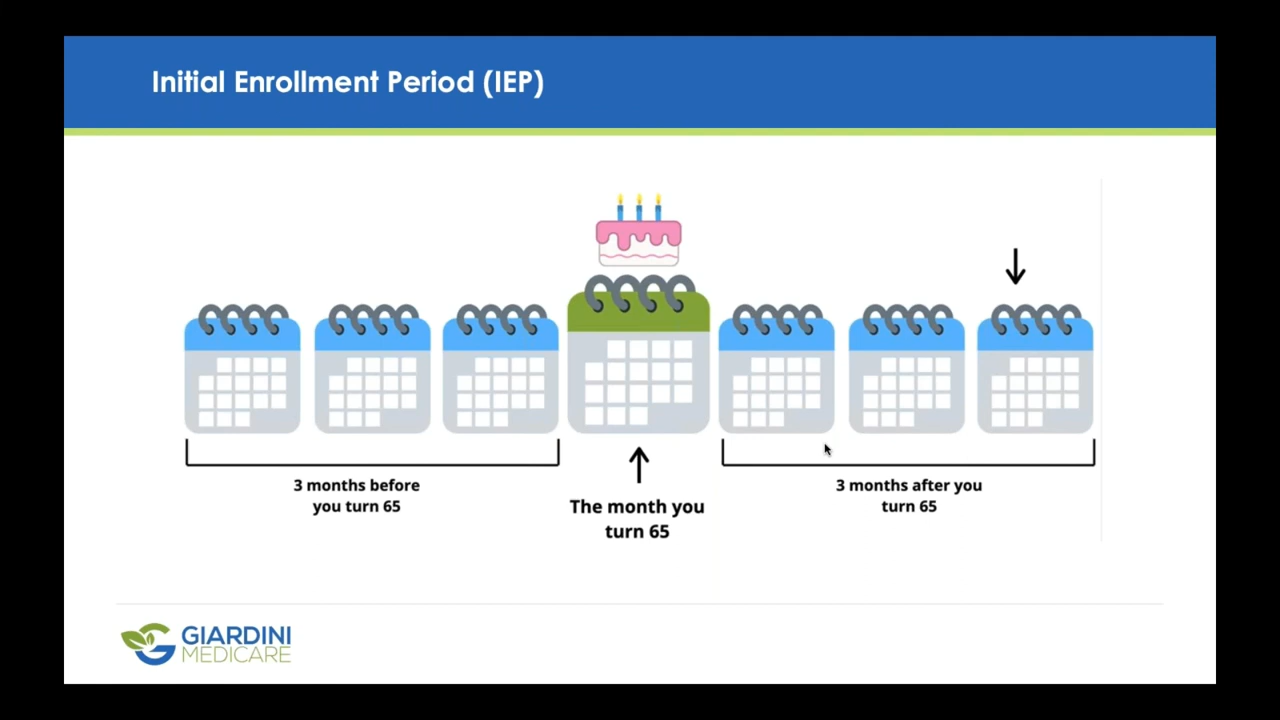 Initial Enrollment Period (IEP)
3 months before
you turn 65
The month you
turn 65
3 months after you
turn 65
GIARDINI
MEDICARE